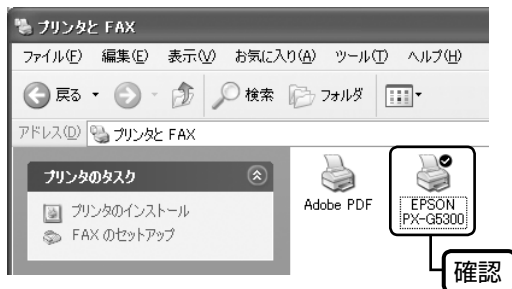 プリンタと FAX
ファイル(F) 編集(E) 表示(V) お気に入り(A) ツール(T) ヘルプ(H)
戻る 検索 フォルダ
アドレス(D) プリンタと FAX
プリンタのタスク
プリンタのインストール
FAX のセットアップ
Adobe PDF
EPSON
PX-G5300
確認